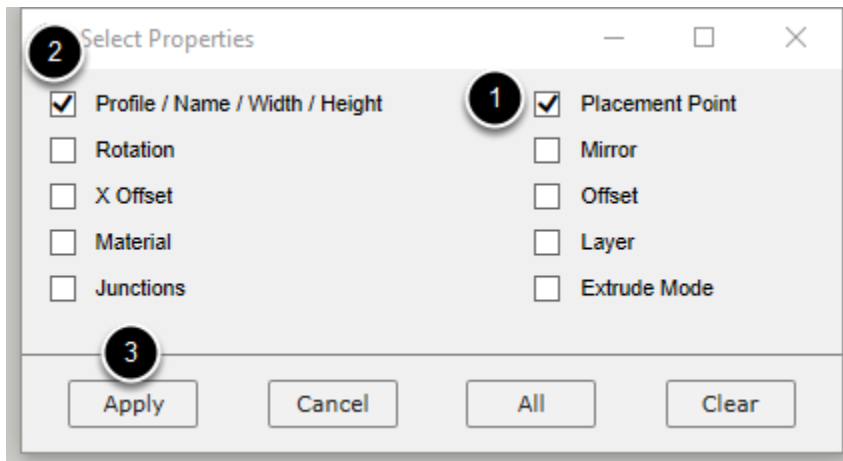 2 Select Properties
Profile / Name / Width / Height 1 Placement Point
Rotation Mirror
X Offset Offset
Material Layer
Junctions Extrude Mode
3
Apply Cancel All Clear